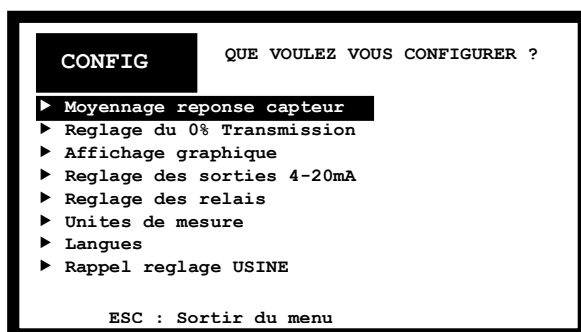 CONFIG
QUE VOULEZ VOUS CONFIGURER ?
Moyennage reponse capteur
Reglage du 0% Transmission
Affichage graphique
Reglage des sorties 4-20mA
Reglage des relais
Unites de mesure
Langues
Rappel reglage USINE
ESC : Sortir du menu